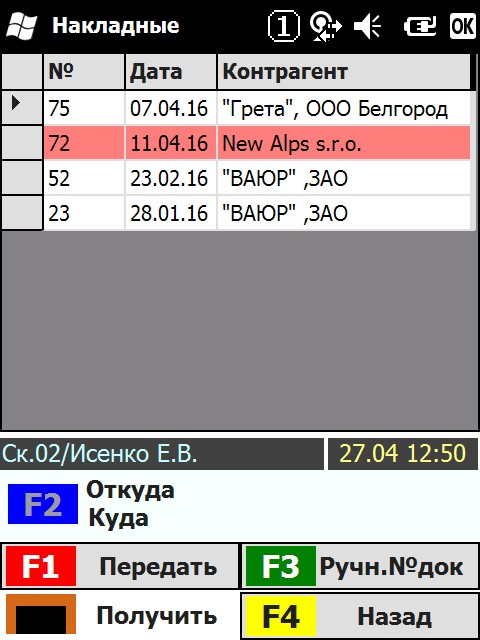 Накладные 1 OK
№ Дата Контрагент
75 07.04.16 "Грета", ООО Белгород
72 11.04.16 New Alps s.r.o.
52 23.02.16 "ВАЮР" ,ЗАО
23 28.01.16 "ВАЮР" ,ЗАО
Ск.02/Исенко Е.В. 27.04 12:50
F2 Откуда
Куда
F1 Передать F3 Ручн.№док
Получить F4 Назад